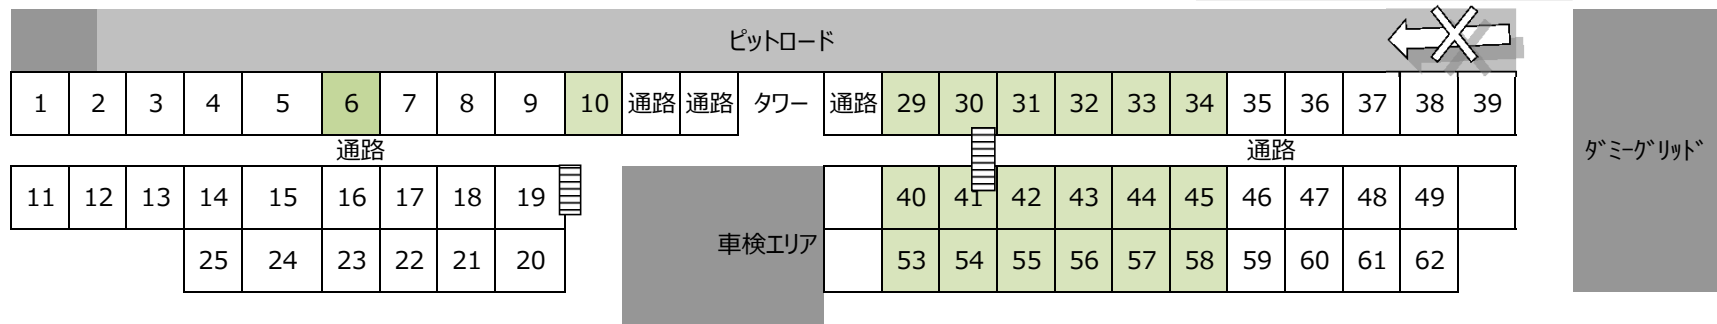 ピットロード
1 2 3 4 5 6 7 8 9 10 通路 通路 タワー 通路 29 30 31 32 33 34 35 36 37 38 39
通路 通路
ダミーグリッド
11 12 13 14 15 16 17 18 19 40 41 42 43 44 45 46 47 48 49
車検エリア
25 24 23 22 21 20 53 54 55 56 57 58 59 60 61 62